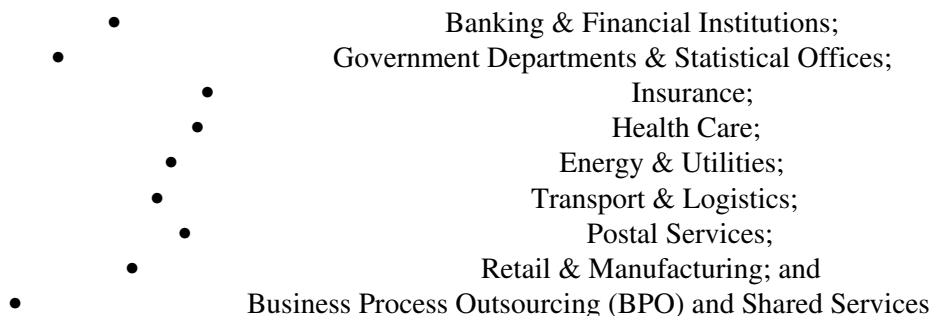 • Banking & Financial Institutions;
• Government Departments & Statistical Offices;
• Insurance;
• Health Care;
• Energy & Utilities;
• Transport & Logistics;
• Postal Services;
• Retail & Manufacturing; and
• Business Process Outsourcing (BPO) and Shared Services